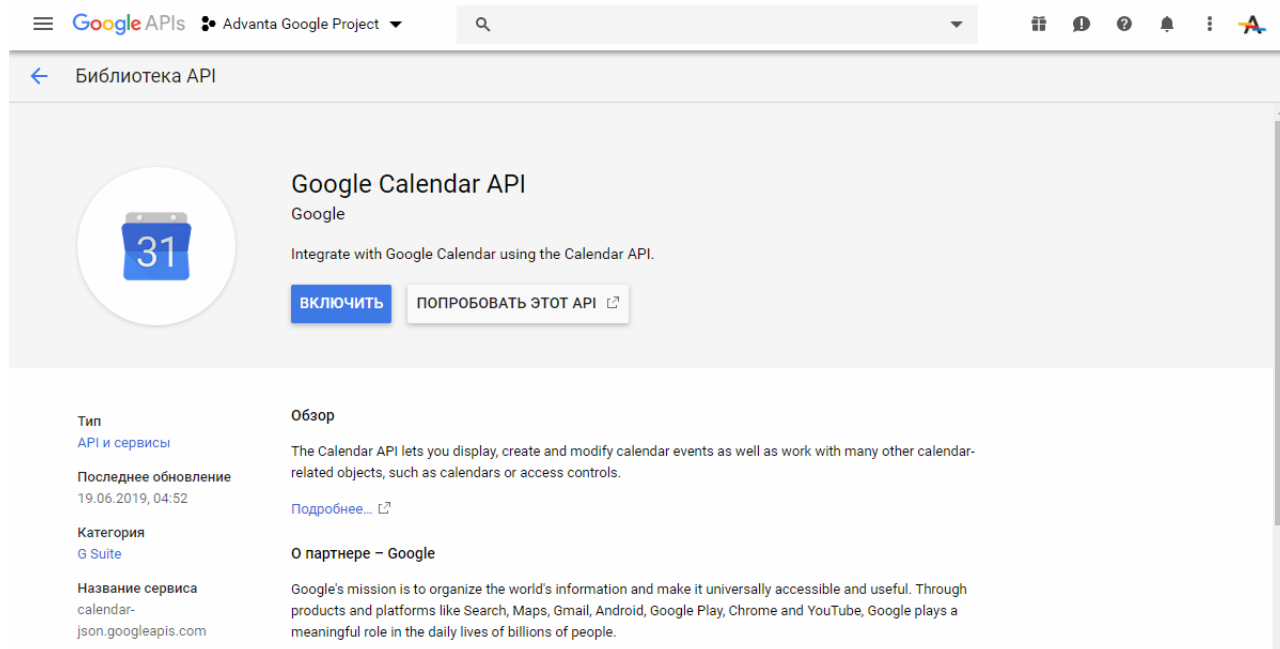 Google APIs Advanta Google Project
Библиотека API
31
Google Calendar API
Google
Integrate with Google Calendar using the Calendar API.
ВКЛЮЧИТЬ ПОПРОБОВАТЬ ЭТОТ API
Тип
API и сервисы
Последнее обновление
19.06.2019, 04:52
Категория
G Suite
Название сервиса
calendar-
json.googleapis.com
Обзор
The Calendar API lets you display, create and modify calendar events as well as work with many other calendar-
related objects, such as calendars or access controls.
Подробнее...
О партнере – Google
Google's mission is to organize the world's information and make it universally accessible and useful. Through
products and platforms like Search, Maps, Gmail, Android, Google Play, Chrome and YouTube, Google plays a
meaningful role in the daily lives of billions of people.